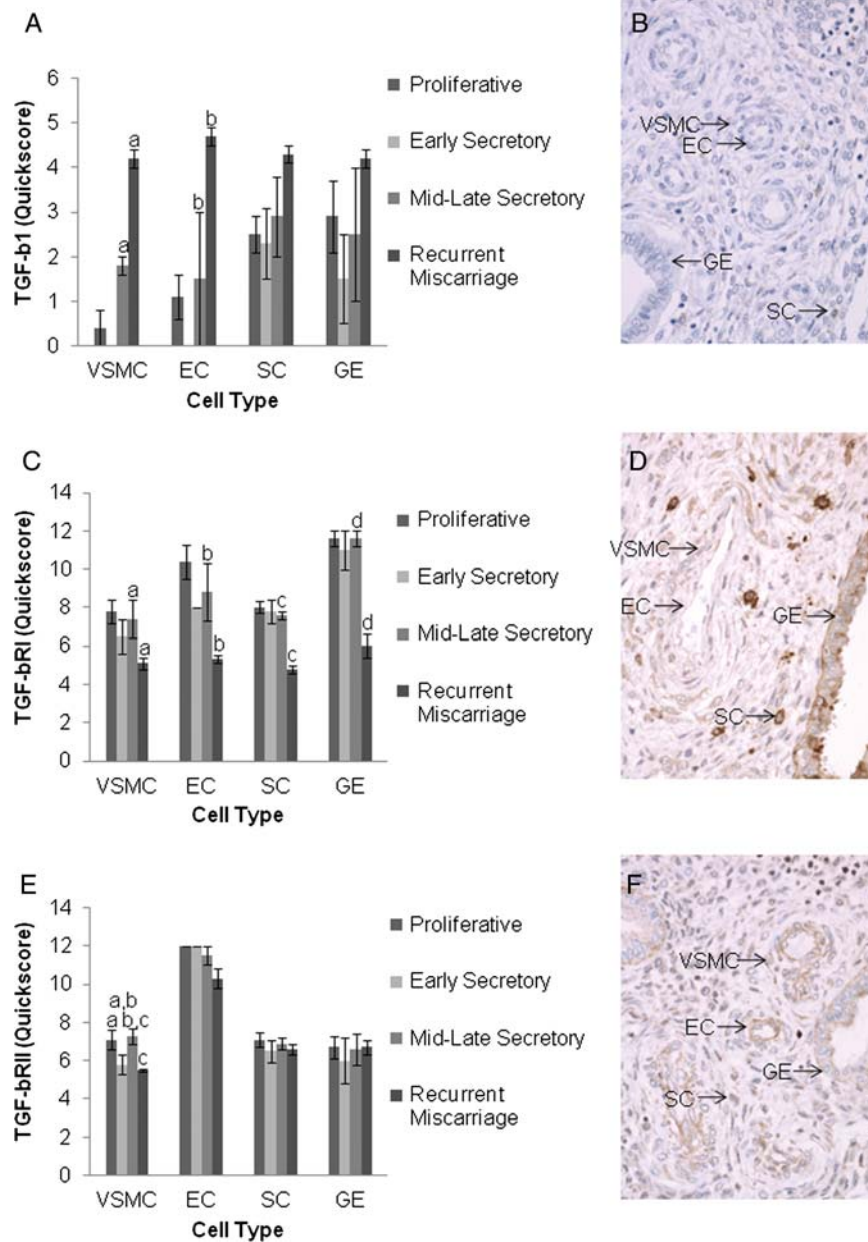 A
TGF-b1 (Quickscore)
6
5
4
3
2
1
0
a
a
b
b
VSMC EC SC GE
Cell Type
Proliferative
Early Secretory
Mid-Late Secretory
Recurrent
Miscarriage
B
VSMC
EC
GE
SC
C
TGF-bRI (Quickscore)
14
12
10
8
6
4
2
0
a
a
b
b
c
c
d
d
VSMC EC SC GE
Cell Type
Proliferative
Early Secretory
Mid-Late Secretory
Recurrent
Miscarriage
D
VSMC
EC
GE
SC
E
TGF-bRII (Quickscore)
14
12
10
8
6
4
2
0
a,b
a b,c
c
VSMC EC SC GE
Cell Type
Proliferative
Early Secretory
Mid-Late Secretory
Recurrent
Miscarriage
F
VSMC
EC
GE
SC